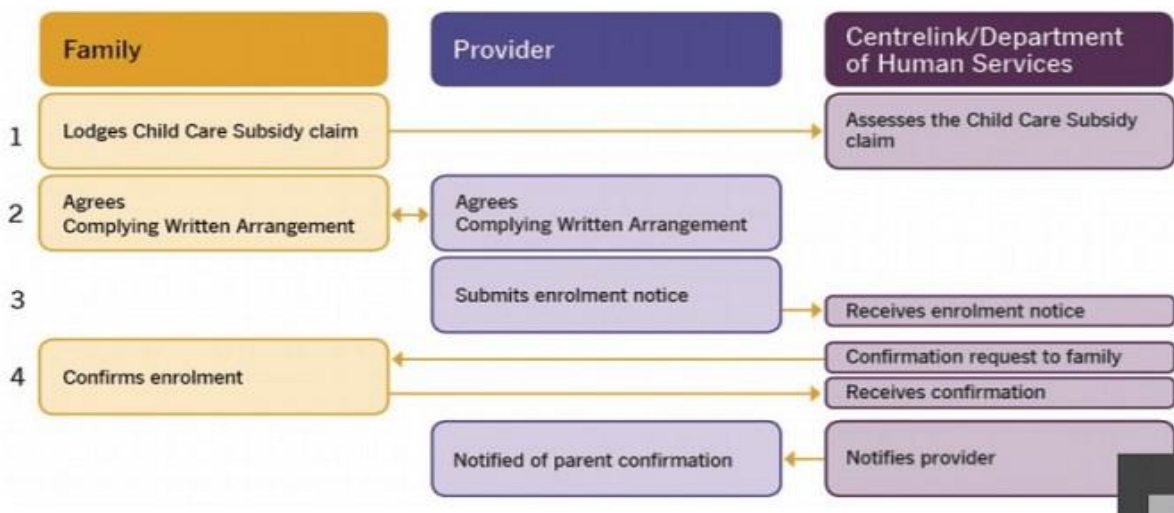 Family
Provider
Centrelink/Department
of Human Services
1
Lodges Child Care Subsidy claim
Assesses the Child Care Subsidy
claim
2
Agrees
Complying Written Arrangement
Agrees
Complying Written Arrangement
3
Submits enrolment notice
Receives enrolment notice
4
Confirms enrolment
Confirmation request to family
Receives confirmation
Notified of parent confirmation
Notifies provider